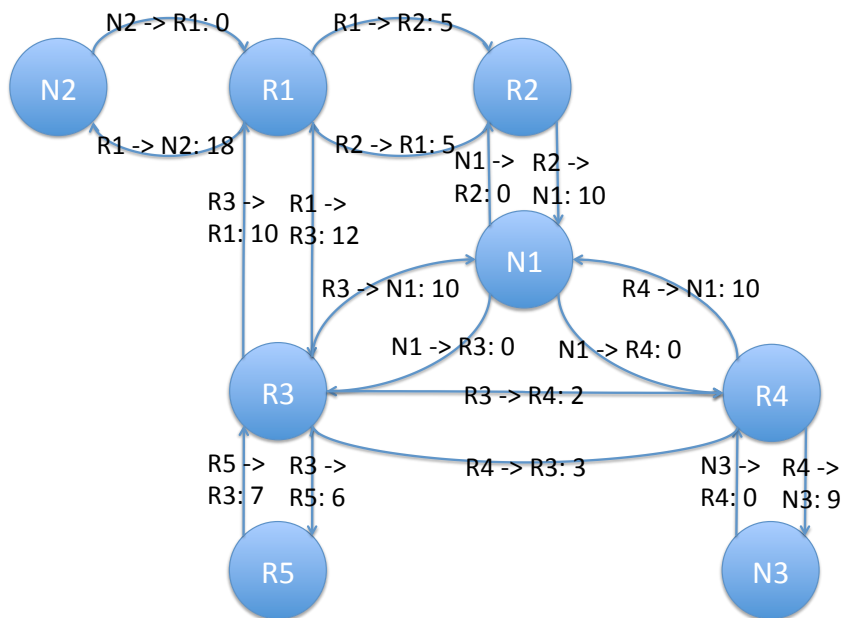 N2 -> R1: 0
R1 -> R2: 5
N2
R1
R2
R1 -> N2: 18
R2 -> R1: 5
N1 ->
R2: 0
R2 ->
N1: 10
R3 ->
R1: 10
R1 ->
R3: 12
N1
R3 -> N1: 10
R4 -> N1: 10
N1 -> R3: 0
N1 -> R4: 0
R3
R3 -> R4: 2
R4
R5 ->
R3: 7
R3 ->
R5: 6
R4 -> R3: 3
N3 ->
R4: 0
R4 ->
N3: 9
R5
N3